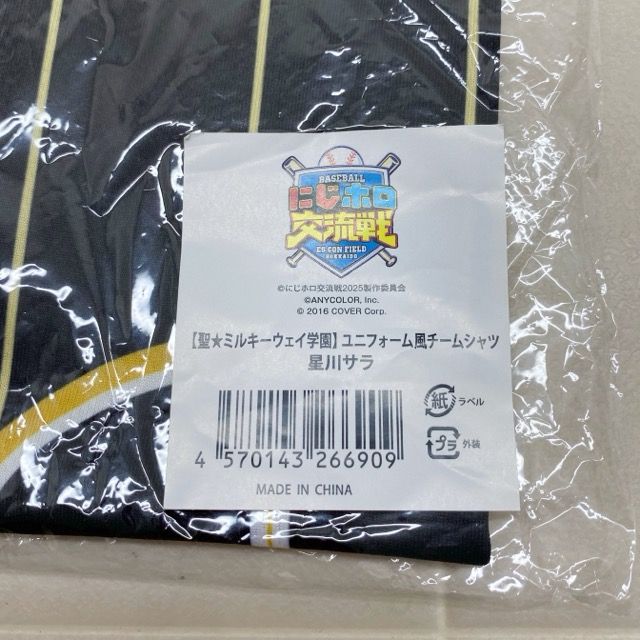 BASEBALL
にじホロ
交流戦
ES CON FIELD
HOKKAIDO
©にじホロ交流戦2025製作委員会
©ANYCOLOR, Inc.
© 2016 COVER Corp.
【聖★ミルキーウェイ学園】ユニフォーム風チームシャツ
星川サラ
紙 ラベル
プラ 外装
4 570143 266909
MADE IN CHINA